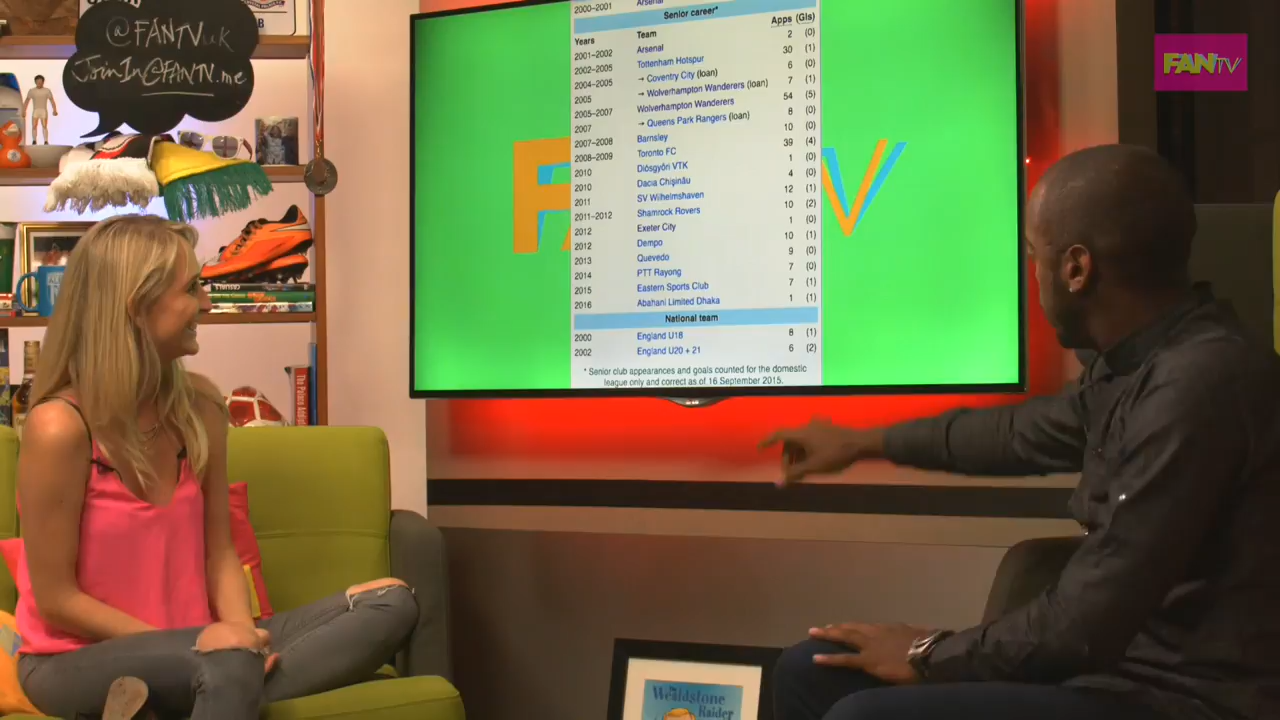 @FANTVuk
JoinIn@FANTV.me
FANTV
2000–2001 Arsenal
Senior career*
Years Team Apps (Gls)
2001–2002 Arsenal 2 (0)
2002–2005 Tottenham Hotspur 30 (1)
2004–2005 → Coventry City (loan) 6 (0)
2005 → Wolverhampton Wanderers (loan) 7 (1)
2005–2007 Wolverhampton Wanderers 54 (5)
2007 → Queens Park Rangers (loan) 8 (0)
2007–2008 Barnsley 10 (0)
2008–2009 Toronto FC 39 (4)
2010 Diósgyőri VTK 1 (0)
2010 Dacia Chișinău 4 (0)
2011 SV Wilhelmshaven 12 (1)
2011–2012 Shamrock Rovers 10 (2)
2012 Exeter City 1 (0)
2012 Dempo 10 (1)
2013 Quevedo 9 (0)
2014 PTT Rayong 7 (0)
2015 Eastern Sports Club 7 (1)
2016 Abahani Limited Dhaka 1 (1)
National team
2000 England U18 8 (1)
2002 England U20 + 21 6 (2)
* Senior club appearances and goals counted for the domestic
league only and correct as of 16 September 2015.
F V
Wealdstone
Raider